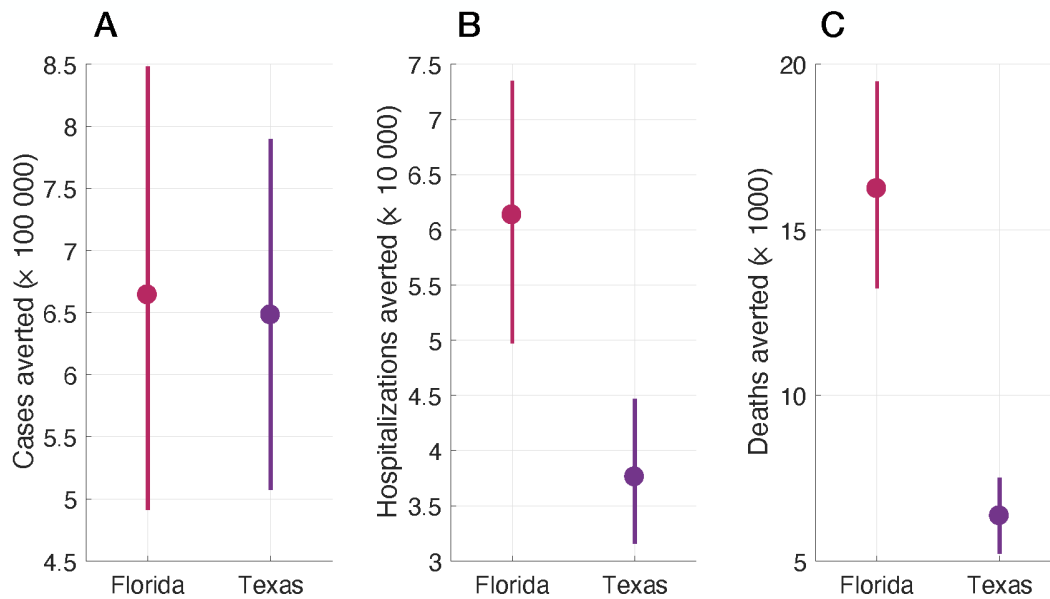 A
B
C
Cases averted (× 100 000)
8.5
8
7.5
7
6.5
6
5.5
5
4.5
Florida
Texas
Hospitalizations averted (× 10 000)
7.5
7
6.5
6
5.5
5
4.5
4
3.5
3
Florida
Texas
Deaths averted (× 1000)
20
15
10
5
Florida
Texas